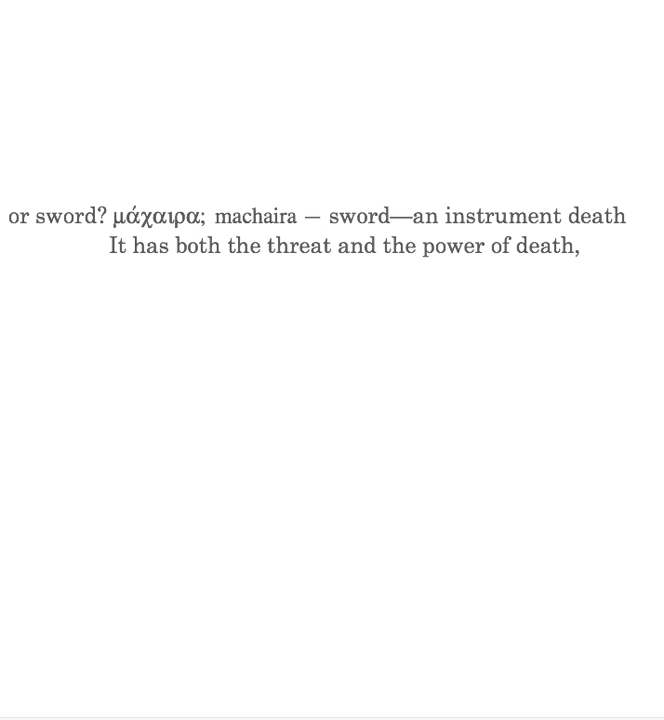 or sword? μάχαιρα; machaira – sword—an instrument death
It has both the threat and the power of death,